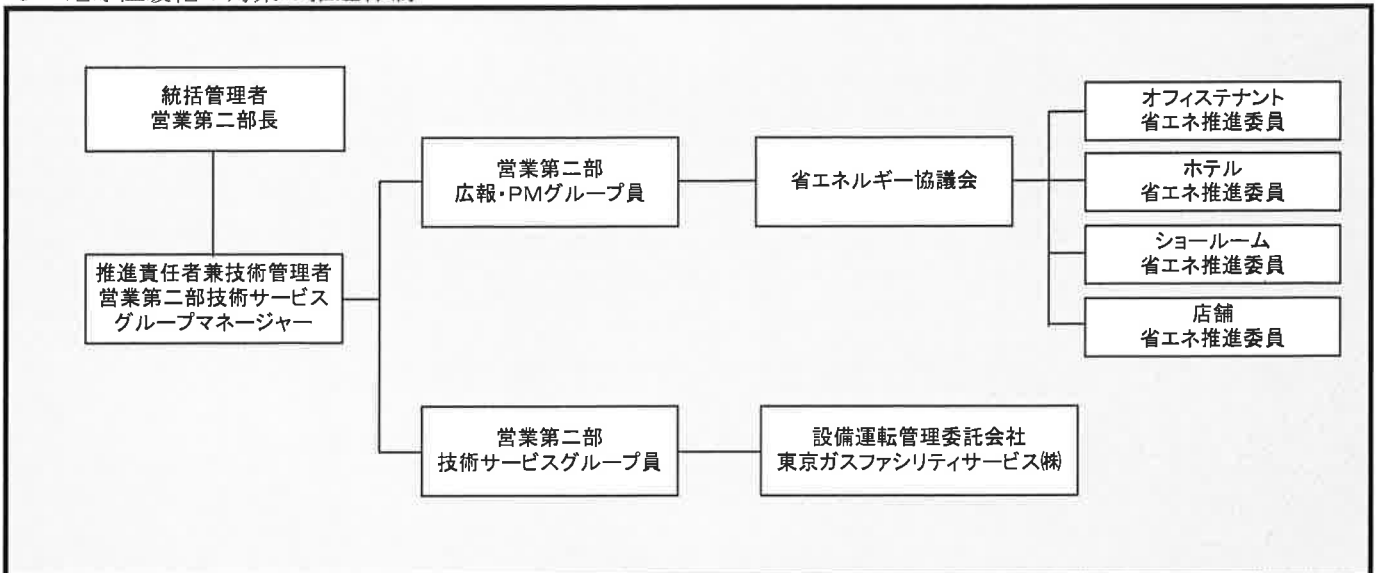 統括管理者
営業第二部長
推進責任者兼技術管理者
営業第二部技術サービス
グループマネージャー
営業第二部
広報・PMグループ員
省エネルギー協議会
オフィステナント
省エネ推進委員
ホテル
省エネ推進委員
ショールーム
省エネ推進委員
店舗
省エネ推進委員
営業第二部
技術サービスグループ員
設備運転管理委託会社
東京ガスファシリティサービス㈱